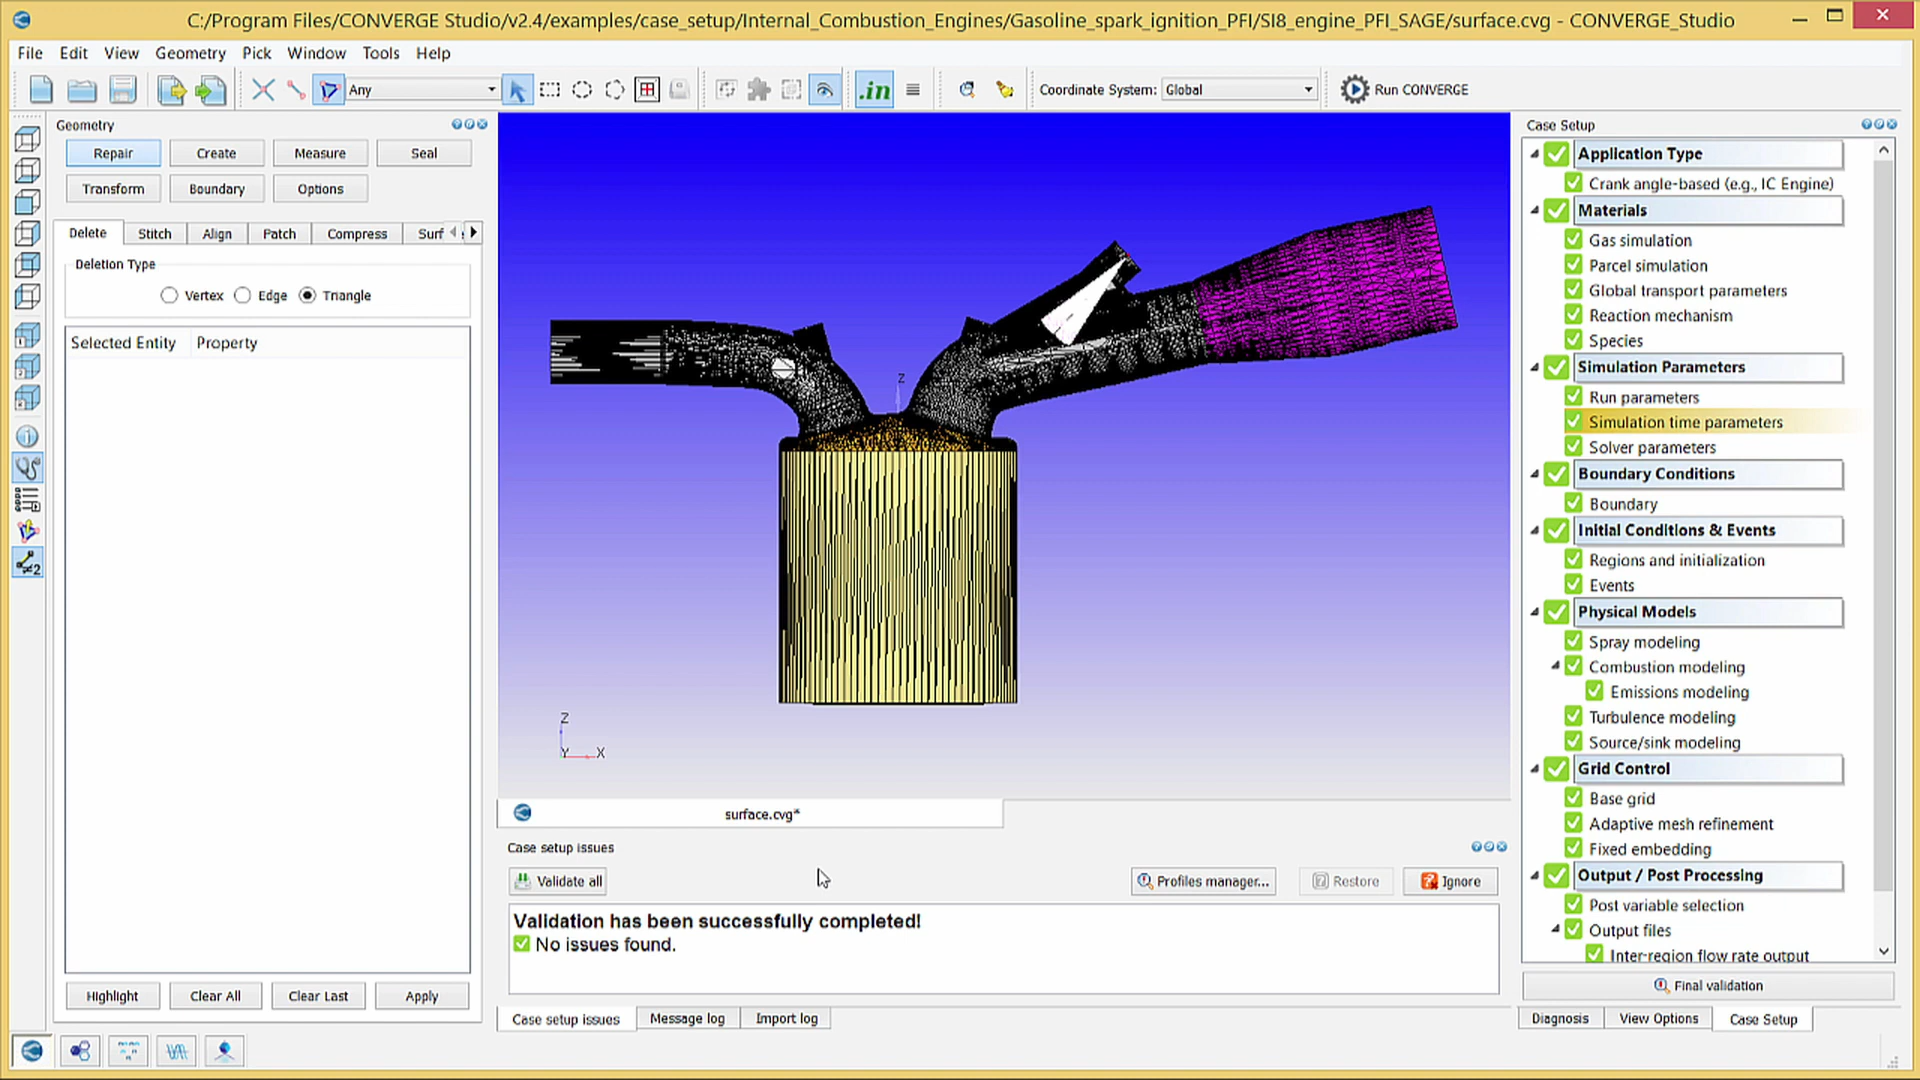 C:/Program Files/CONVERGE Studio/v2.4/examples/case_setup/Internal_Combustion_Engines/Gasoline_spark_ignition_PFI/SI8_engine_PFI_SAGE/surface.cvg - CONVERGE_Studio
File Edit View Geometry Pick Window Tools Help
Any
.in
Coordinate System: Global
Run CONVERGE
Geometry
Repair Create Measure Seal
Transform Boundary Options
Delete Stitch Align Patch Compress Surf
Deletion Type
Vertex Edge Triangle
Selected Entity Property
Highlight Clear All Clear Last Apply
Z
Z
Y X
surface.cvg*
Case setup issues
Validate all Profiles manager... Restore Ignore
Validation has been successfully completed!
No issues found.
Case setup issues Message log Import log
Case Setup
Application Type
Crank angle-based (e.g., IC Engine)
Materials
Gas simulation
Parcel simulation
Global transport parameters
Reaction mechanism
Species
Simulation Parameters
Run parameters
Simulation time parameters
Solver parameters
Boundary Conditions
Boundary
Initial Conditions & Events
Regions and initialization
Events
Physical Models
Spray modeling
Combustion modeling
Emissions modeling
Turbulence modeling
Source/sink modeling
Grid Control
Base grid
Adaptive mesh refinement
Fixed embedding
Output / Post Processing
Post variable selection
Output files
Inter-region flow rate output
Final validation
Diagnosis View Options Case Setup